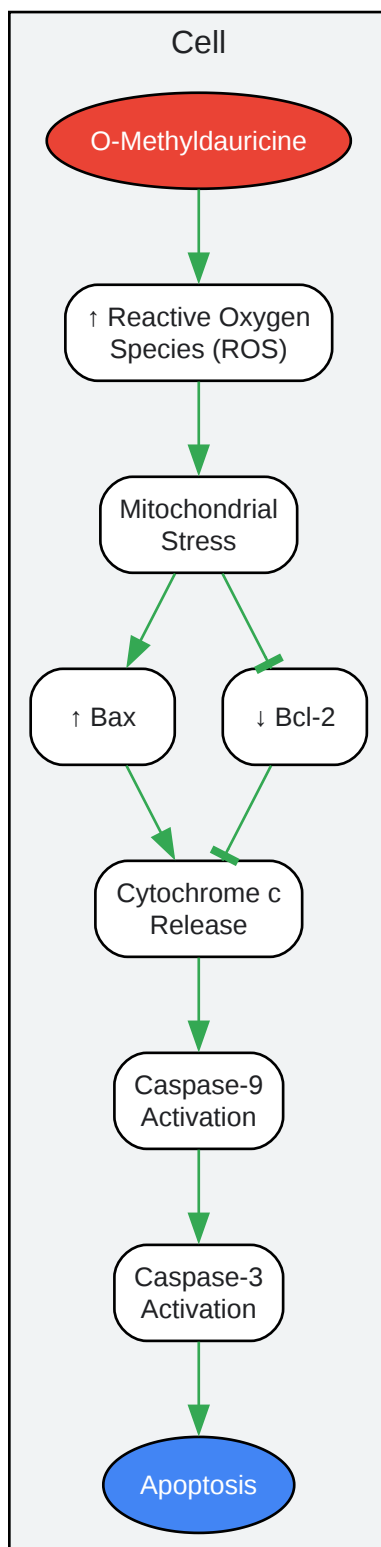 Cell
O-Methyldauricine
↑ Reactive Oxygen
Species (ROS)
Mitochondrial
Stress
↑ Bax
↓ Bcl-2
Cytochrome c
Release
Caspase-9
Activation
Caspase-3
Activation
Apoptosis